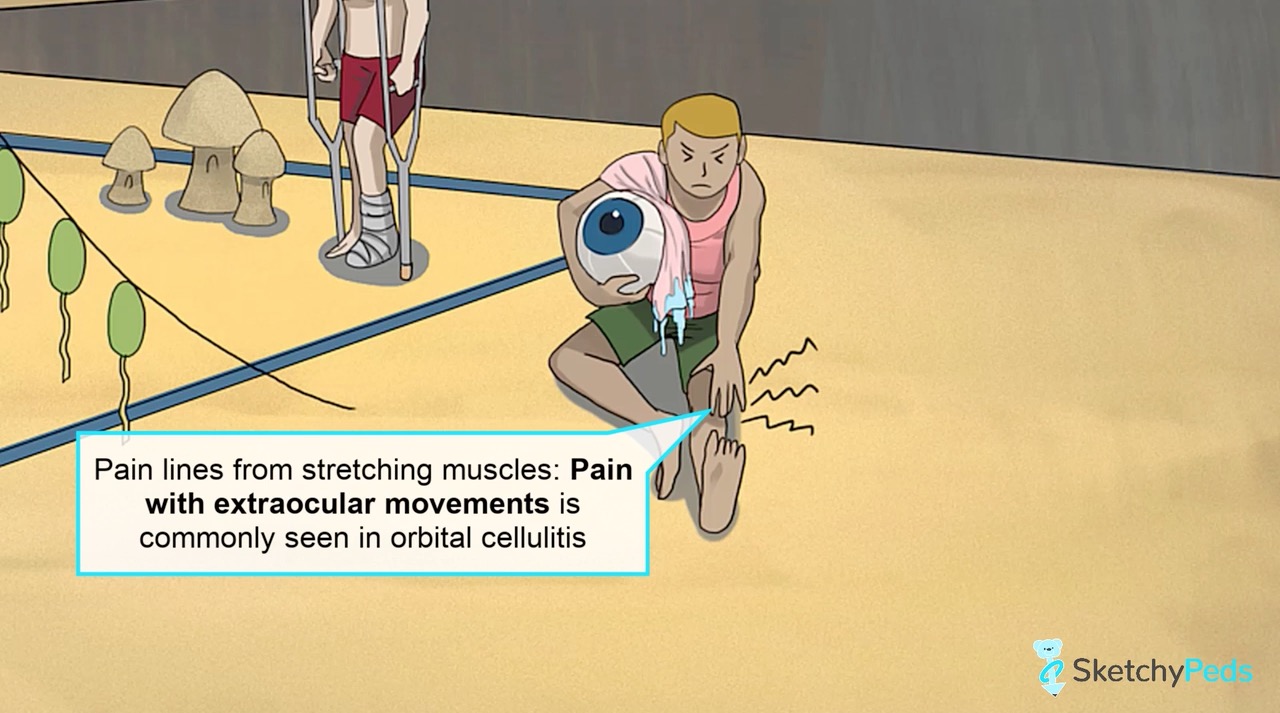 Pain lines from stretching muscles: Pain
with extraocular movements is
commonly seen in orbital cellulitis
SketchyPeds